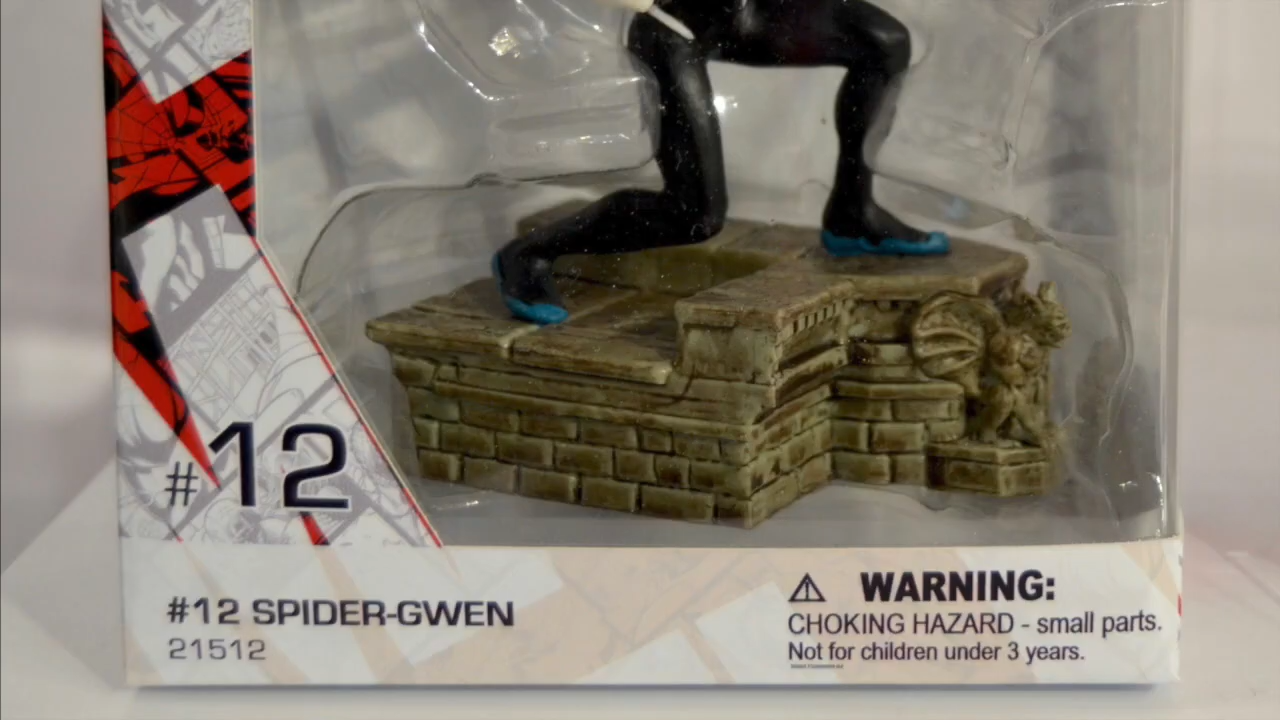 #12
#12 SPIDER-GWEN
21512
⚠ WARNING:
CHOKING HAZARD - small parts.
Not for children under 3 years.